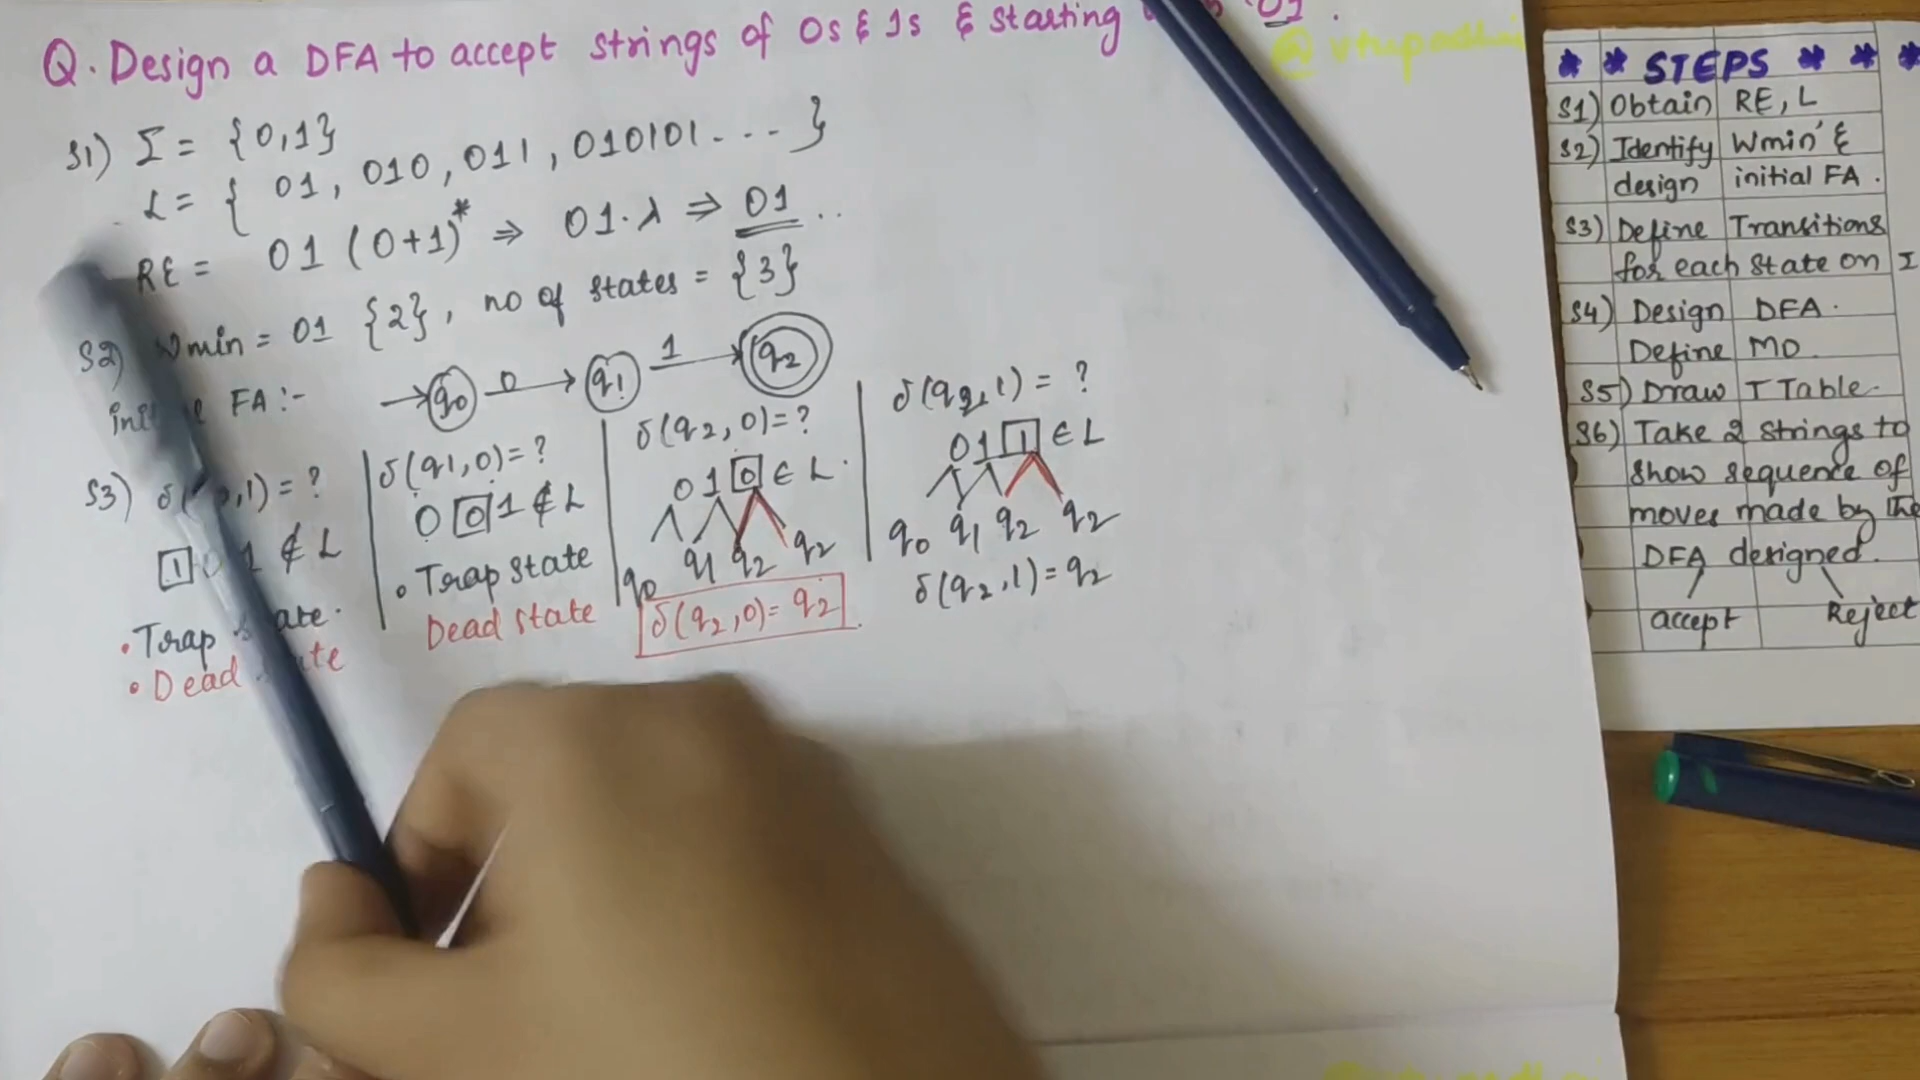 Q. Design a DFA to accept strings of 0s & 1s & starting 01.
S1) Σ = {0,1}
L = { 01, 010, 011, 010101 . . . }
RE = 01 (0+1)* ⇒ 01.λ ⇒ 01 ..
S2) Wmin = 01 {2}, no of states = {3}
FA :- → q0 0 → q1 1 → q2
S3) ,1) = ?
1 ∉ L
• Trap
• Dead
δ(q1,0) = ?
0 0 1 ∉ L
• Trap state
Dead state
δ(q2,0) = ?
0 1 0 ∈ L.
q0 q1 q2 q2
δ(q2,0) = q2
δ(q2,1) = ?
0 1 1 ∈ L
q0 q1 q2 q2
δ(q2,1) = q2
* * STEPS * * *
S1) Obtain RE, L
S2) Identify Wmin &
design initial FA.
S3) Define Transitions
for each state on I
S4) Design DFA.
Define MD
S5) Draw T Table.
S6) Take 2 strings to
show sequence of
moves made by the
DFA designed.
accept Reject